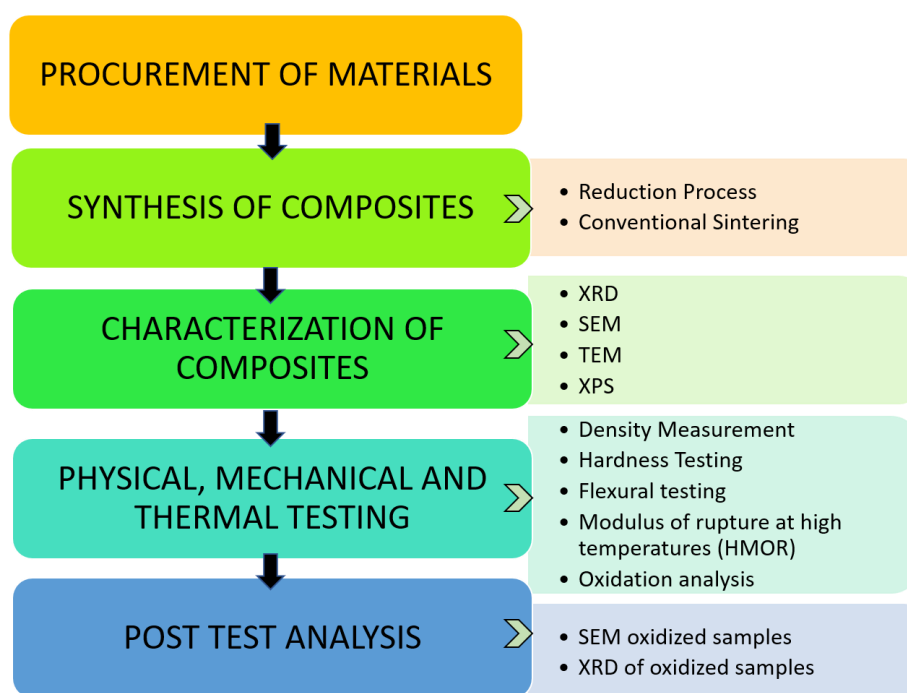 PROCUREMENT OF MATERIALS
SYNTHESIS OF COMPOSITES
• Reduction Process
• Conventional Sintering
CHARACTERIZATION OF
COMPOSITES
• XRD
• SEM
• TEM
• XPS
PHYSICAL, MECHANICAL AND
THERMAL TESTING
• Density Measurement
• Hardness Testing
• Flexural testing
• Modulus of rupture at high
temperatures (HMOR)
• Oxidation analysis
POST TEST ANALYSIS
• SEM oxidized samples
• XRD of oxidized samples